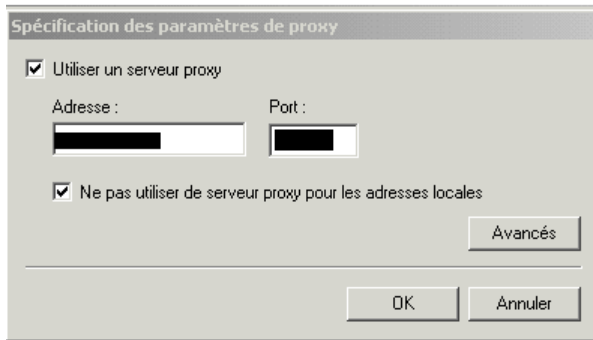 Spécification des paramètres de proxy
Utiliser un serveur proxy
Adresse : Port :
Ne pas utiliser de serveur proxy pour les adresses locales
Avancés
OK Annuler